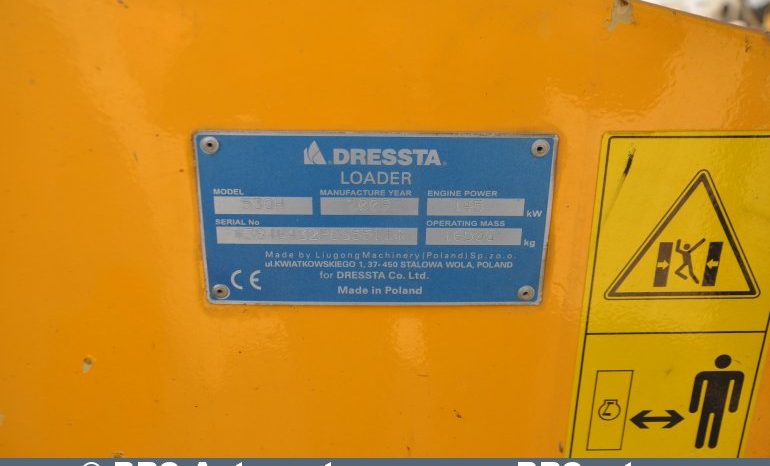 DRESSTA
LOADER
MODEL MANUFACTURE YEAR ENGINE POWER
kW
SERIAL No OPERATING MASS
kg
Made by Liugong Machinery (Poland) Sp. z o. o.
ul.KWIATKOWSKIEGO 1, 37-450 STALOWA WOLA, POLAND
for DRESSTA Co. Ltd.
CE
Made in Poland